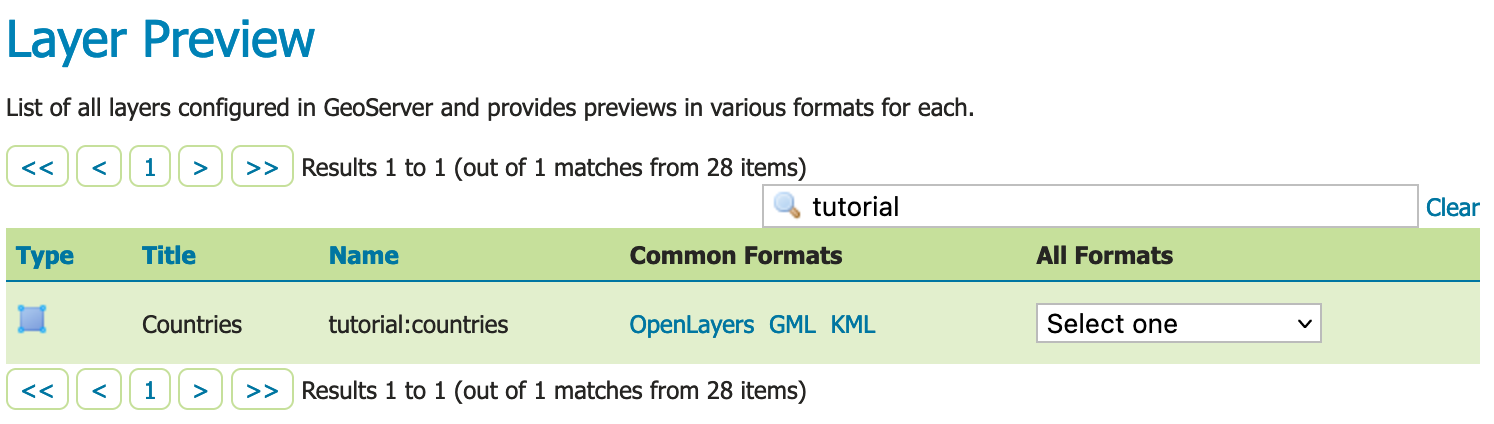 Layer Preview
List of all layers configured in GeoServer and provides previews in various formats for each.
<< < 1 > >> Results 1 to 1 (out of 1 matches from 28 items)
tutorial Clear
Type Title Name Common Formats All Formats
Countries tutorial:countries OpenLayers GML KML Select one
<< < 1 > >> Results 1 to 1 (out of 1 matches from 28 items)